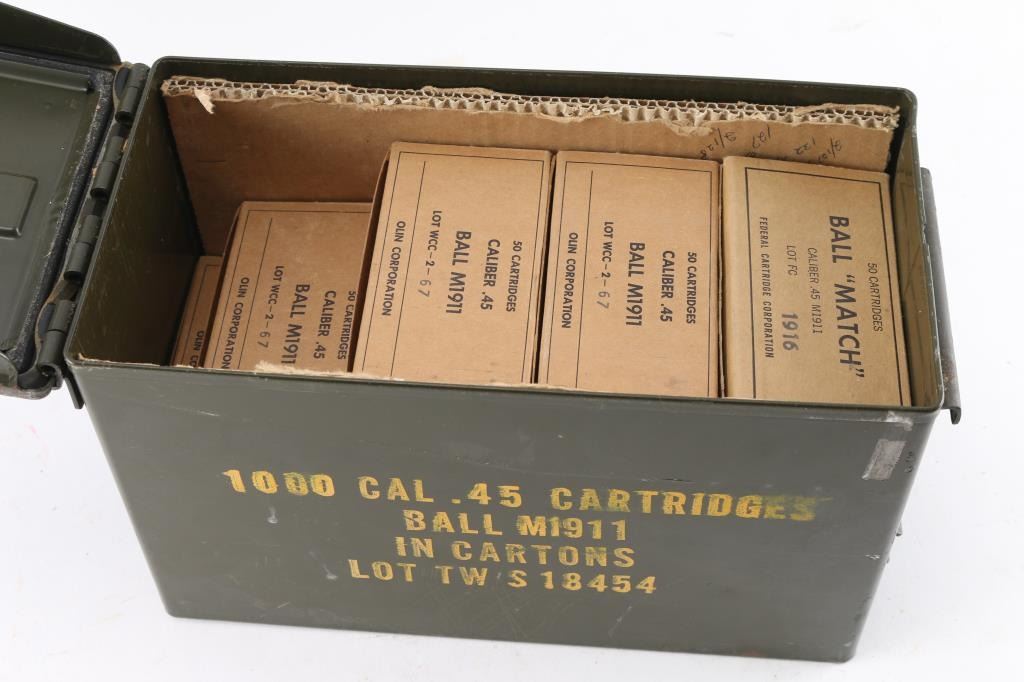 OLIN CO
50 CARTRIDGES
CALIBER .45
BALL M1911
LOT WCC-2-67
OLIN CORPORATION
50 CARTRIDGES
CALIBER .45
BALL M1911
LOT WCC-2-67
OLIN CORPORATION
50 CARTRIDGES
CALIBER .45
BALL M1911
LOT WCC-2-67
OLIN CORPORATION
50 CARTRIDGES
BALL "MATCH"
CALIBER .45 M1911
LOT FC 1916
FEDERAL CARTRIDGE CORPORATION
1000 CAL .45 CARTRIDGES
BALL M1911
IN CARTONS
LOT TW S 18454